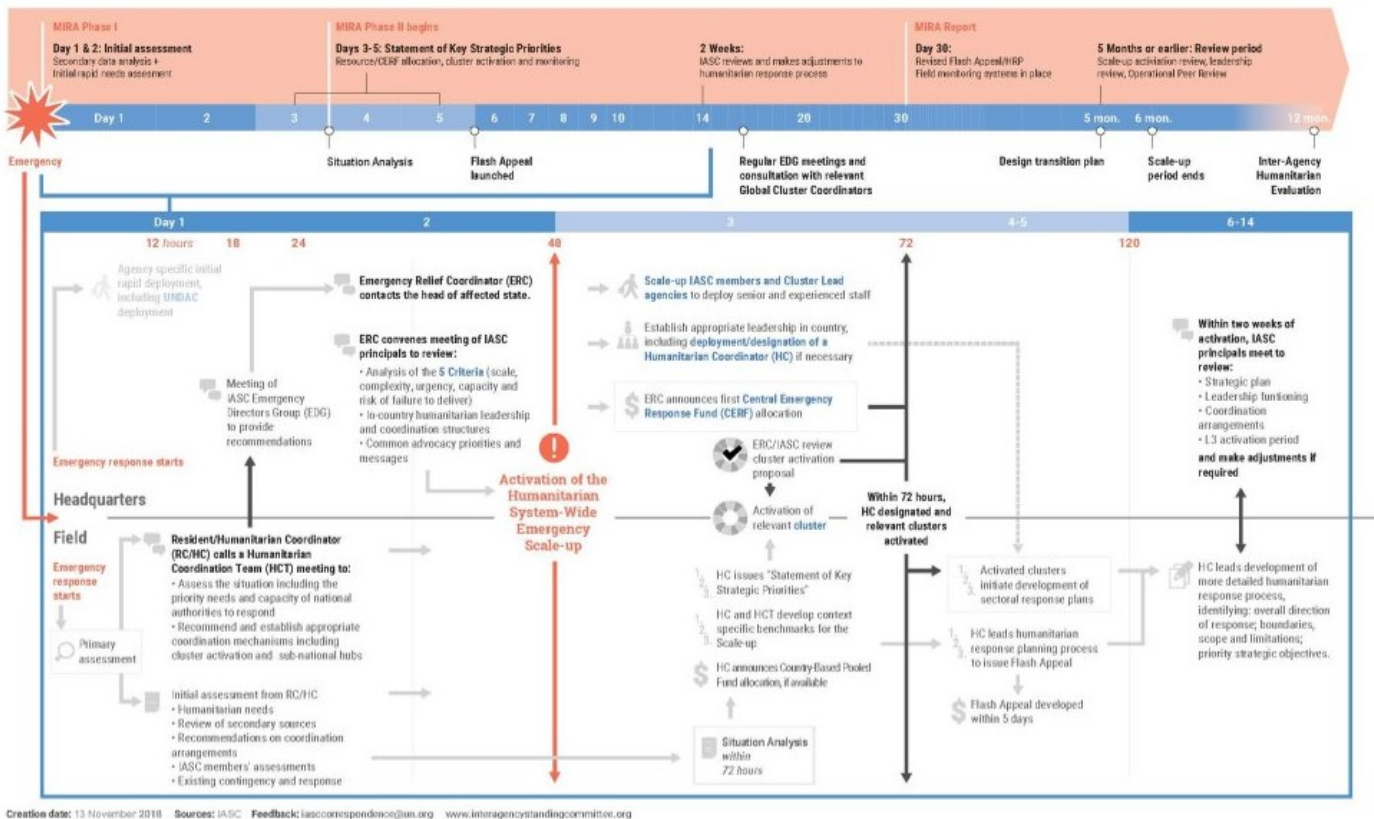 MIRA Phase I
Day 1 & 2: Initial assessment
Secondary data analysis +
Initial rapid needs assessment
MIRA Phase II begins
Days 3-5: Statement of Key Strategic Priorities
Resource/CERF allocation, cluster activation and monitoring
2 Weeks:
IASC reviews and makes adjustments to
humanitarian response process
MIRA Report
Day 30:
Revised Flash Appeal/HRP
Field monitoring systems in place
5 Months or earlier: Review period
Scale-up activiation review, leadership
review, Operational Peer Review
Day 1 2 3 4 5 6 7 8 9 10 14 20 30 5 mon. 6 mon. 12 mon.
Emergency
Situation Analysis
Flash Appeal
launched
Regular EDG meetings and
consultation with relevant
Global Cluster Coordinators
Design transition plan
Scale-up
period ends
Inter-Agency
Humanitarian
Evaluation
Day 1 2 3 4-5 6-14
12 hours 18 24 48 72 120
Agency specific initial
rapid deployment,
including UNDAC
deployment
Emergency response starts
Meeting of
IASC Emergency
Directors Group (EDG)
to provide
recommendations
Emergency Relief Coordinator (ERC)
contacts the head of affected state.
ERC convenes meeting of IASC
principals to review:
• Analysis of the 5 Criteria (scale,
complexity, urgency, capacity and
risk of failure to deliver)
• In-country humanitarian leadership
and coordination structures
• Common advocacy priorities and
messages
!
Activation of the
Humanitarian
System-Wide
Emergency
Scale-up
Scale-up IASC members and Cluster Lead
agencies to deploy senior and experienced staff
Establish appropriate leadership in country,
including deployment/designation of a
Humanitarian Coordinator (HC) if necessary
$ ERC announces first Central Emergency
Response Fund (CERF) allocation
ERC/IASC review
cluster activation
proposal
Activation of
relevant cluster
Within 72 hours,
HC designated and
relevant clusters
activated
Within two weeks of
activation, IASC
principals meet to
review:
• Strategic plan
• Leadership funtioning
• Coordination
arrangements
• L3 activation period
and make adjustments if
required
Headquarters
Field
Emergency
response
starts
Primary
assessment
Resident/Humanitarian Coordinator
(RC/HC) calls a Humanitarian
Coordination Team (HCT) meeting to:
• Assess the situation including the
priority needs and capacity of national
authorities to respond
• Recommend and establish appropriate
coordination mechanisms including
cluster activation and sub-national hubs
Initial assessment from RC/HC
• Humanitarian needs
• Review of secondary sources
• Recommendations on coordination
arrangements
• IASC members' assessments
• Existing contingency and response
1 2 3. HC issues "Statement of Key
Strategic Priorities"
1 2 3. HC and HCT develop context
specific benchmarks for the
Scale-up
$ HC announces Country-Based Pooled
Fund allocation, if available
Situation Analysis
within
72 hours
1 2 3. Activated clusters
initiate development of
sectoral response plans
1 2 3. HC leads humanitarian
response planning process
to issue Flash Appeal
$ Flash Appeal developed
within 5 days
HC leads development of
more detailed humanitarian
response process,
identifying: overall direction
of response; boundaries,
scope and limitations;
priority strategic objectives.
Creation date: 13 November 2018 Sources: IASC Feedback: iasccorrespondence@un.org www.interagencystandingcommittee.org